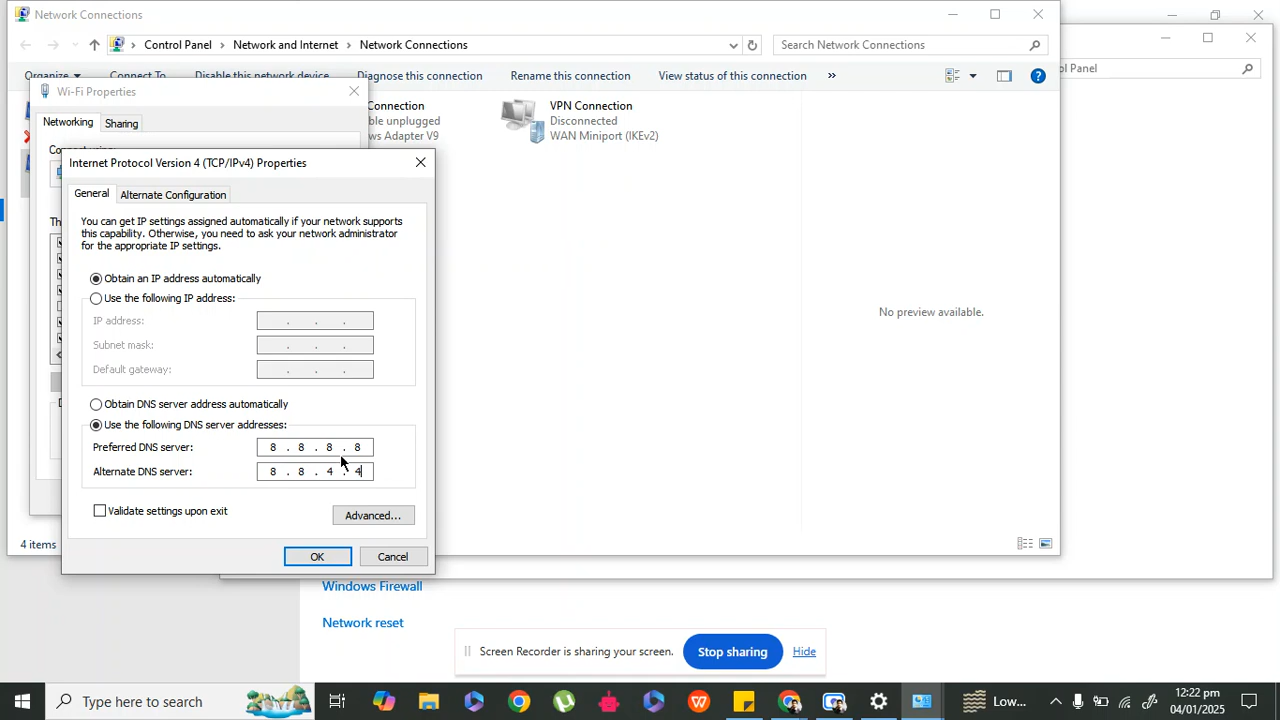 Network Connections
Control Panel > Network and Internet > Network Connections
Search Network Connections
ol Panel
Organize
Connect To
Disable this network device
Diagnose this connection
Rename this connection
View status of this connection
»
Wi-Fi Properties
Connection
ble unplugged
ws Adapter V9
VPN Connection
Disconnected
WAN Miniport (IKEv2)
Networking
Sharing
Internet Protocol Version 4 (TCP/IPv4) Properties
General
Alternate Configuration
You can get IP settings assigned automatically if your network supports
this capability. Otherwise, you need to ask your network administrator
for the appropriate IP settings.
Obtain an IP address automatically
Use the following IP address:
IP address: . . .
Subnet mask: . . .
Default gateway: . . .
Obtain DNS server address automatically
Use the following DNS server addresses:
Preferred DNS server: 8 . 8 . 8 . 8
Alternate DNS server: 8 . 8 . 4 . 4
Validate settings upon exit
Advanced...
OK
Cancel
No preview available.
4 items
Windows Firewall
Network reset
Screen Recorder is sharing your screen.
Stop sharing
Hide
Type here to search
Low...
12:22 pm
04/01/2025